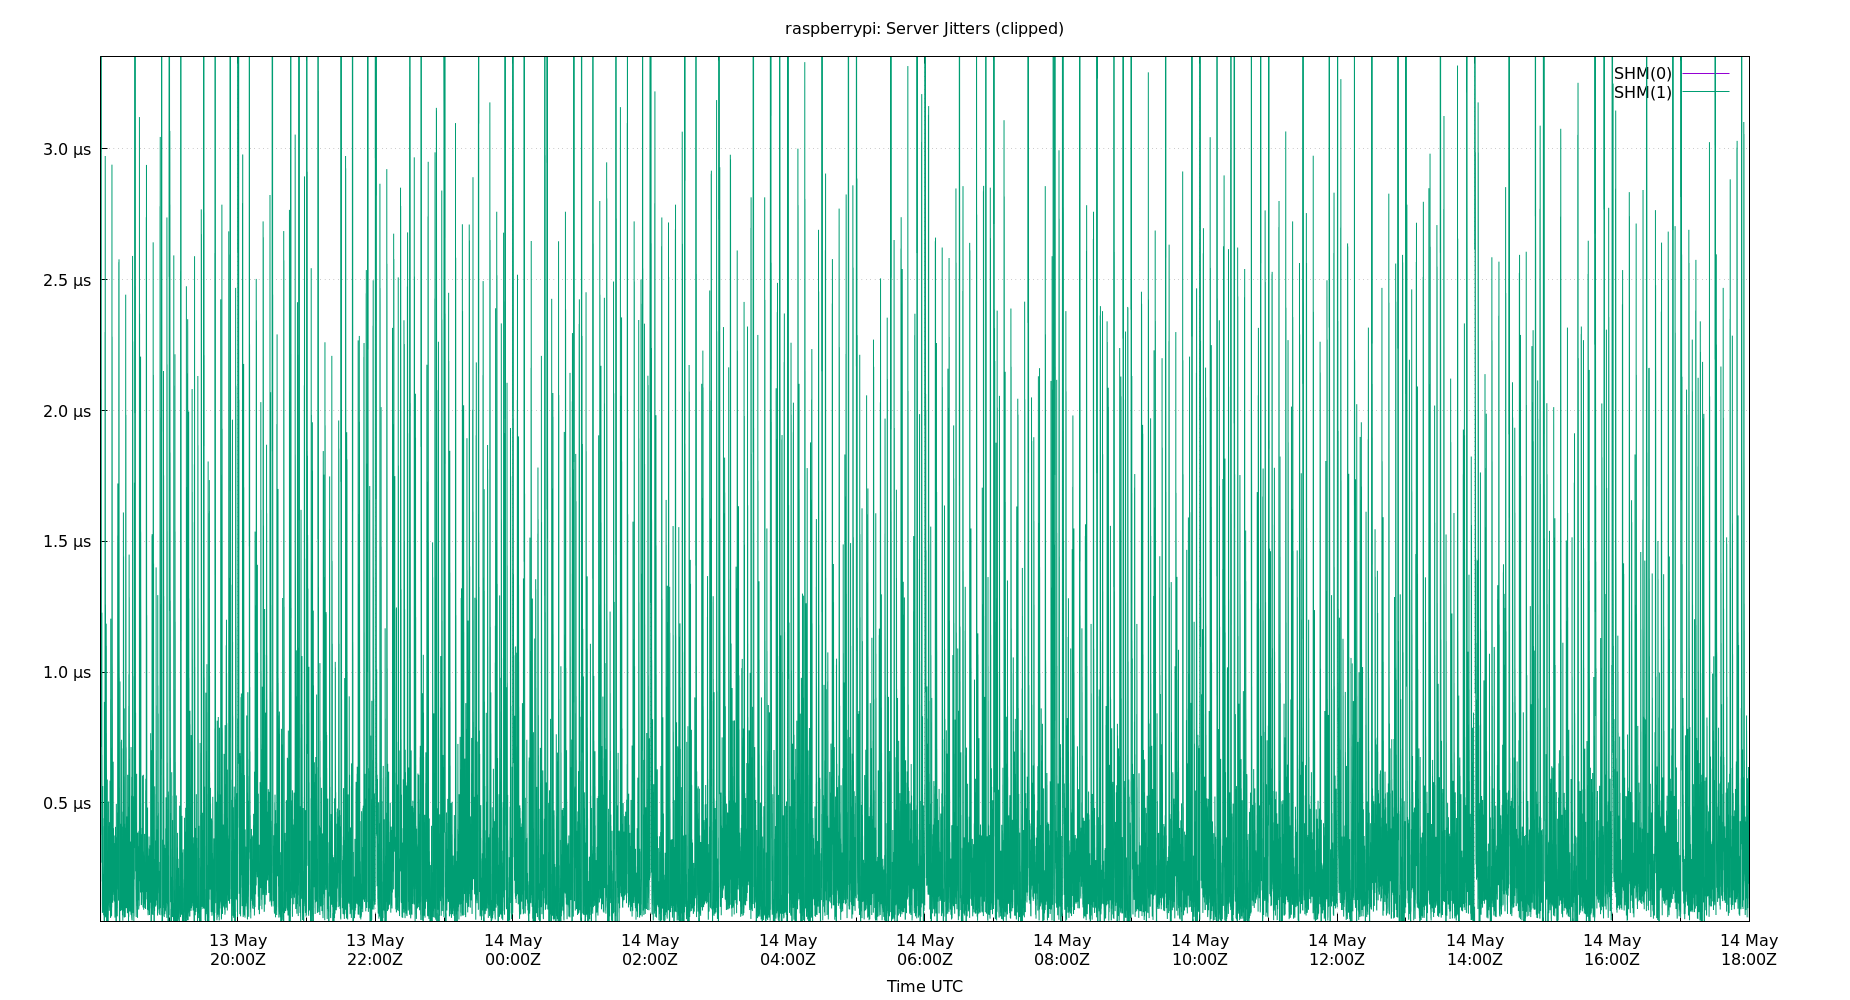 raspberrypi: Server Jitters (clipped)
SHM(0)
SHM(1)
3.0 µs
2.5 µs
2.0 µs
1.5 µs
1.0 µs
0.5 µs
13 May 13 May 14 May 14 May 14 May 14 May 14 May 14 May 14 May 14 May 14 May 14 May
20:00Z 22:00Z 00:00Z 02:00Z 04:00Z 06:00Z 08:00Z 10:00Z 12:00Z 14:00Z 16:00Z 18:00Z
Time UTC